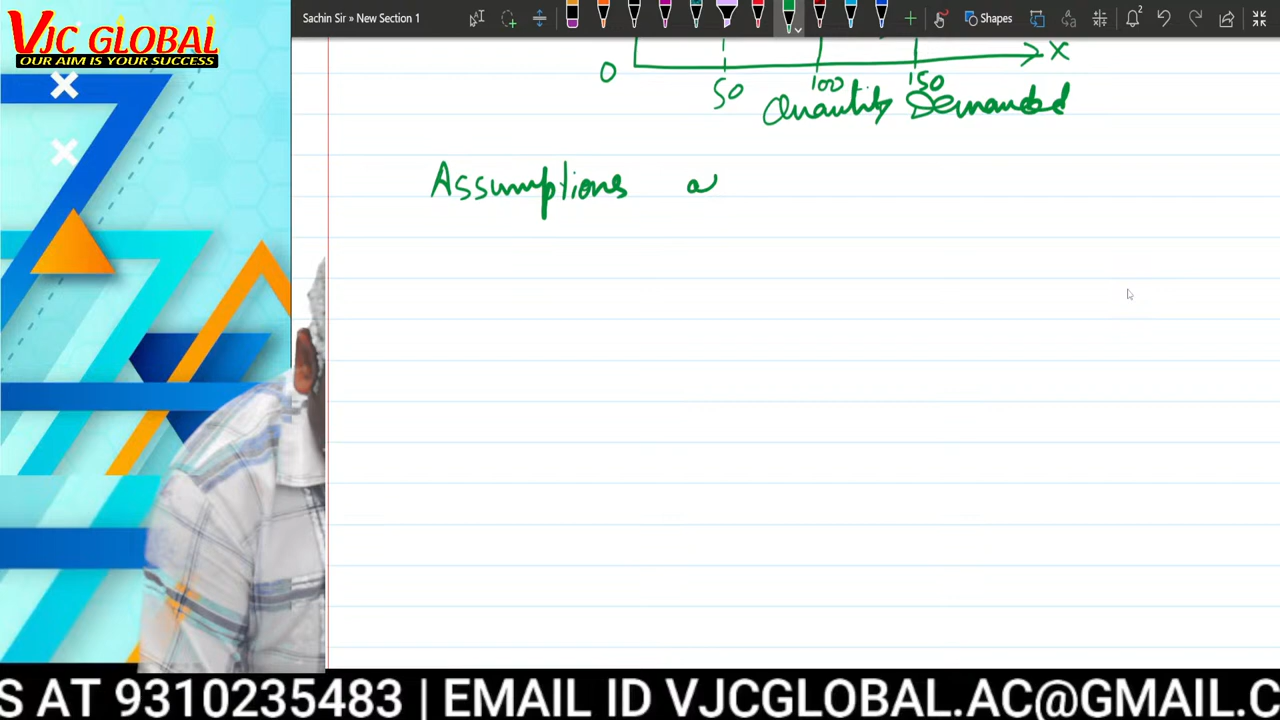 VJC GLOBAL
OUR AIM IS YOUR SUCCESS
Sachin Sir » New Section 1
Shapes
2
X
0
50 100 150
Quantity Demanded
Assumptions
S AT 9310235483 | EMAIL ID VJCGLOBAL.AC@GMAIL.C